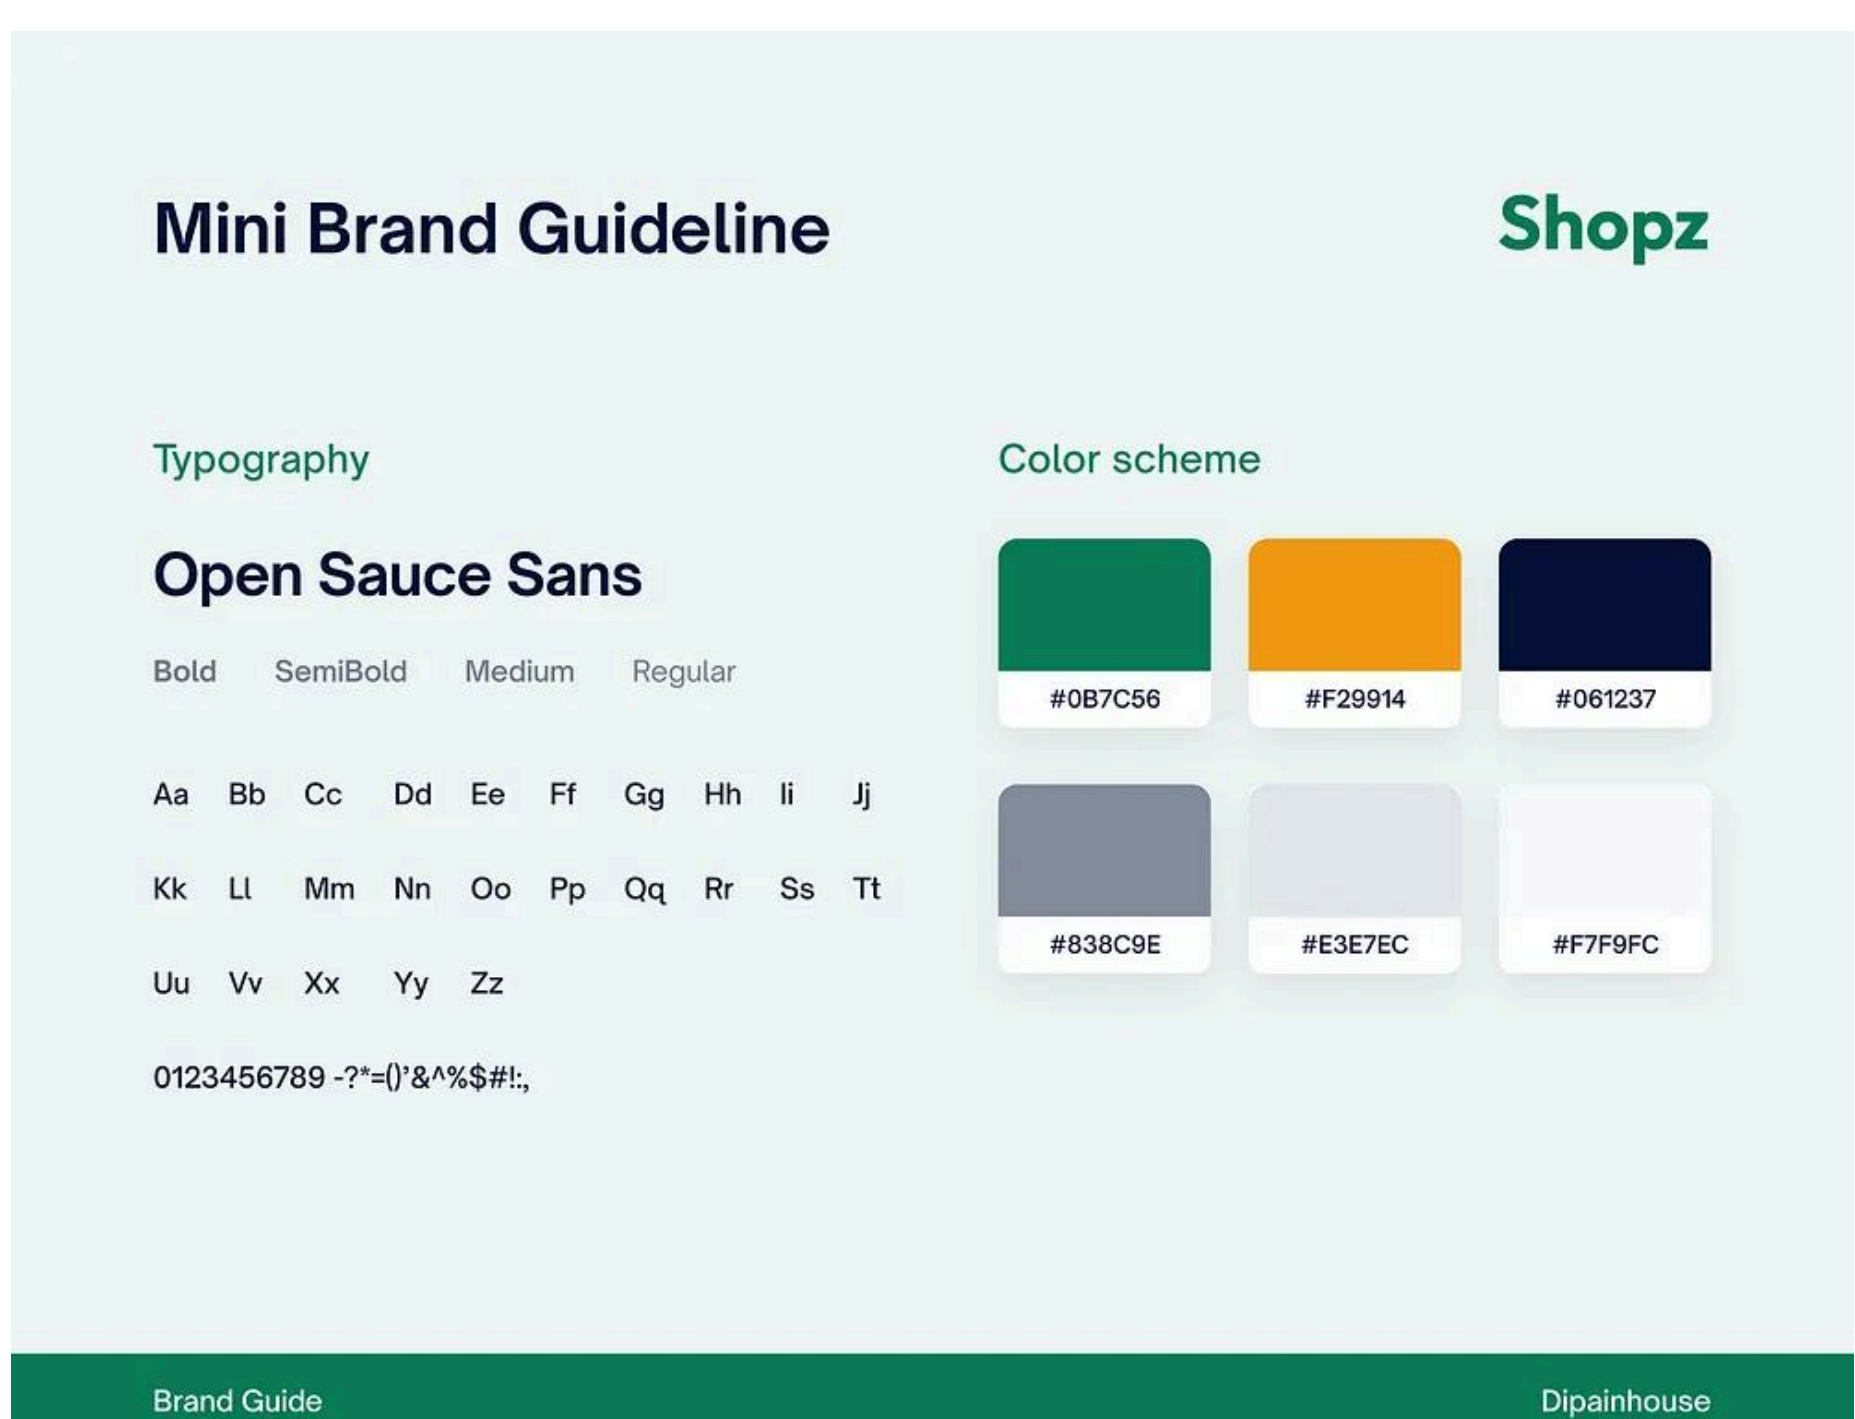 Mini Brand Guideline
Shopz
Typography
Open Sauce Sans
Bold SemiBold Medium Regular
Aa Bb Cc Dd Ee Ff Gg Hh Ii Jj
Kk Ll Mm Nn Oo Pp Qq Rr Ss Tt
Uu Vv Xx Yy Zz
0123456789 -?*=()’&^%$#!:,
Color scheme
#0B7C56 #F29914 #061237
#838C9E #E3E7EC #F7F9FC
Brand Guide
Dipainhouse